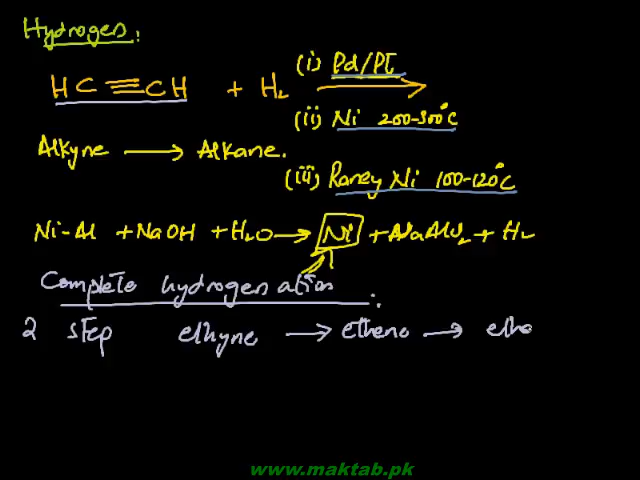 Hydrogen:
(i) Pd/Pt
HC≡CH + H₂ →
(ii) Ni 200-300°C
Alkyne → Alkane.
(iii) Raney Ni 100-120°C
Ni-Al + NaOH + H₂O → Ni + NaAlO₂ + H₂
Complete hydrogenation:
2 step ethyne → ethene → etha
www.maktab.pk